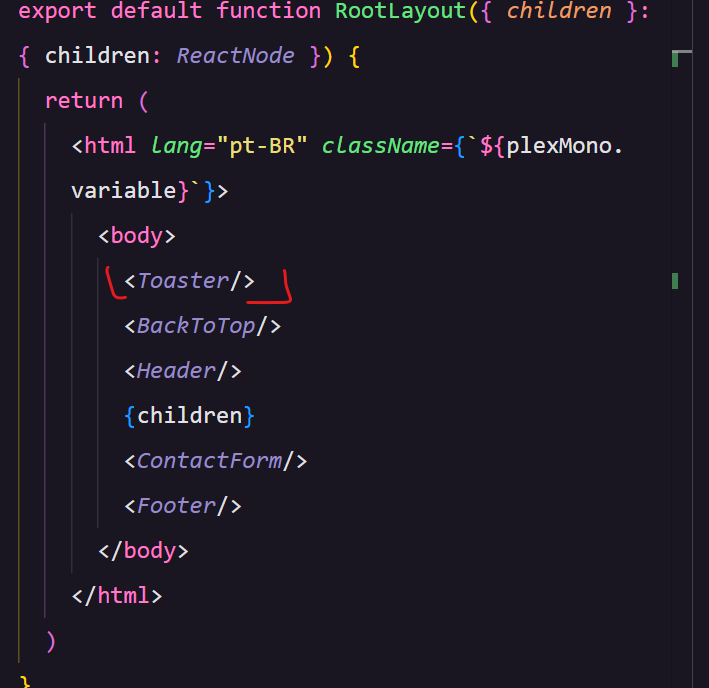 export default function RootLayout({ children }:
{ children: ReactNode }) {
return (
<html lang="pt-BR" className={`${plexMono.
variable}`}>
<body>
<Toaster/>
<BackToTop/>
<Header/>
{children}
<ContactForm/>
<Footer/>
</body>
</html>
)
}